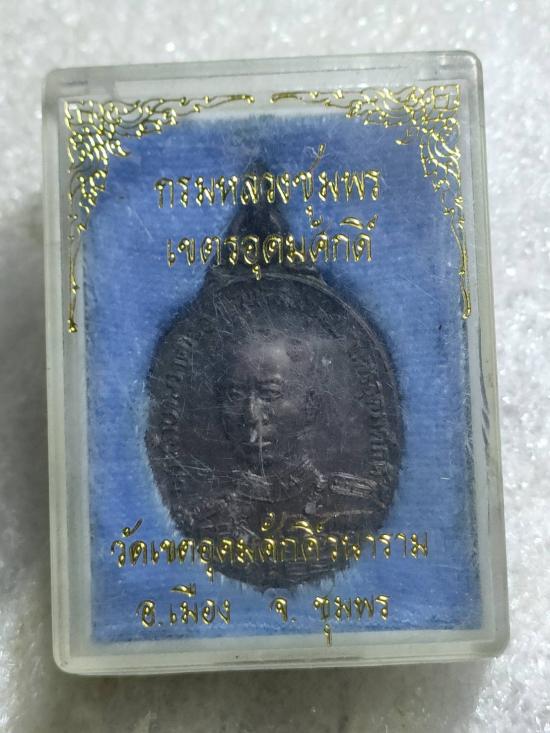 กรมหลวงชุมพร
เขตรอุดมศักดิ์
วัดเขตอุดมศักดิ์วนาราม
อ.เมือง จ. ชุมพร